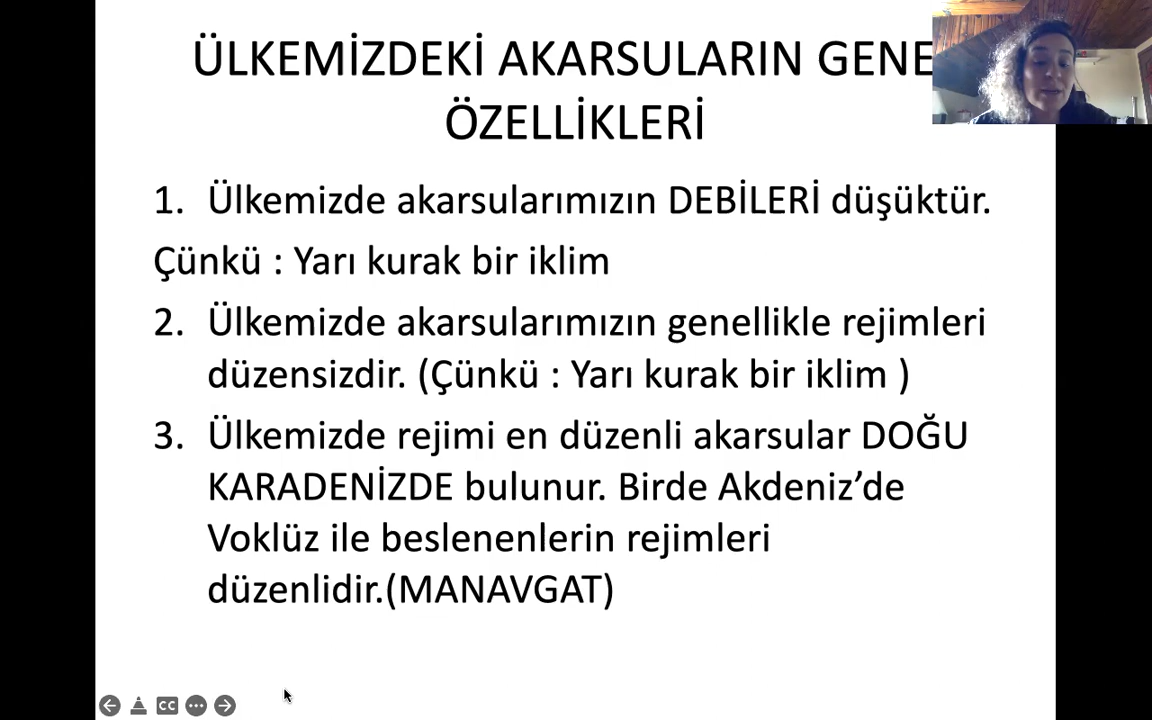 ÜLKEMİZDEKİ AKARSULARIN GENE
ÖZELLİKLERİ
1. Ülkemizde akarsularımızın DEBİLERİ düşüktür.
Çünkü : Yarı kurak bir iklim
2. Ülkemizde akarsularımızın genellikle rejimleri
düzensizdir. (Çünkü : Yarı kurak bir iklim )
3. Ülkemizde rejimi en düzenli akarsular DOĞU
KARADENİZDE bulunur. Birde Akdeniz’de
Voklüz ile beslenenlerin rejimleri
düzenlidir.(MANAVGAT)
CC